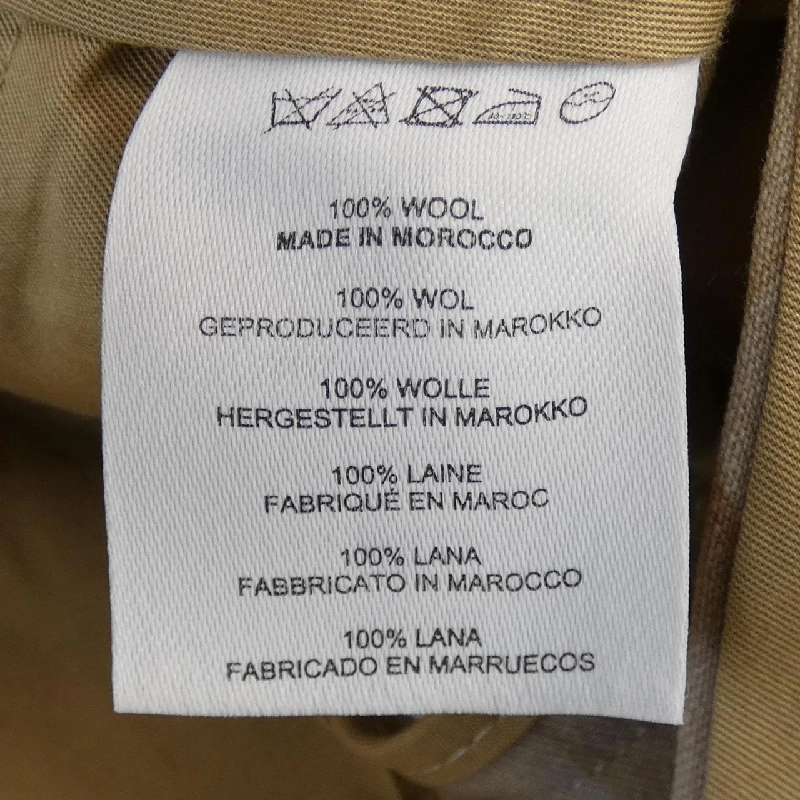 100% WOOL
MADE IN MOROCCO
100% WOL
GEPRODUCEERD IN MAROKKO
100% WOLLE
HERGESTELLT IN MAROKKO
100% LAINE
FABRIQUÉ EN MAROC
100% LANA
FABBRICATO IN MAROCCO
100% LANA
FABRICADO EN MARRUECOS